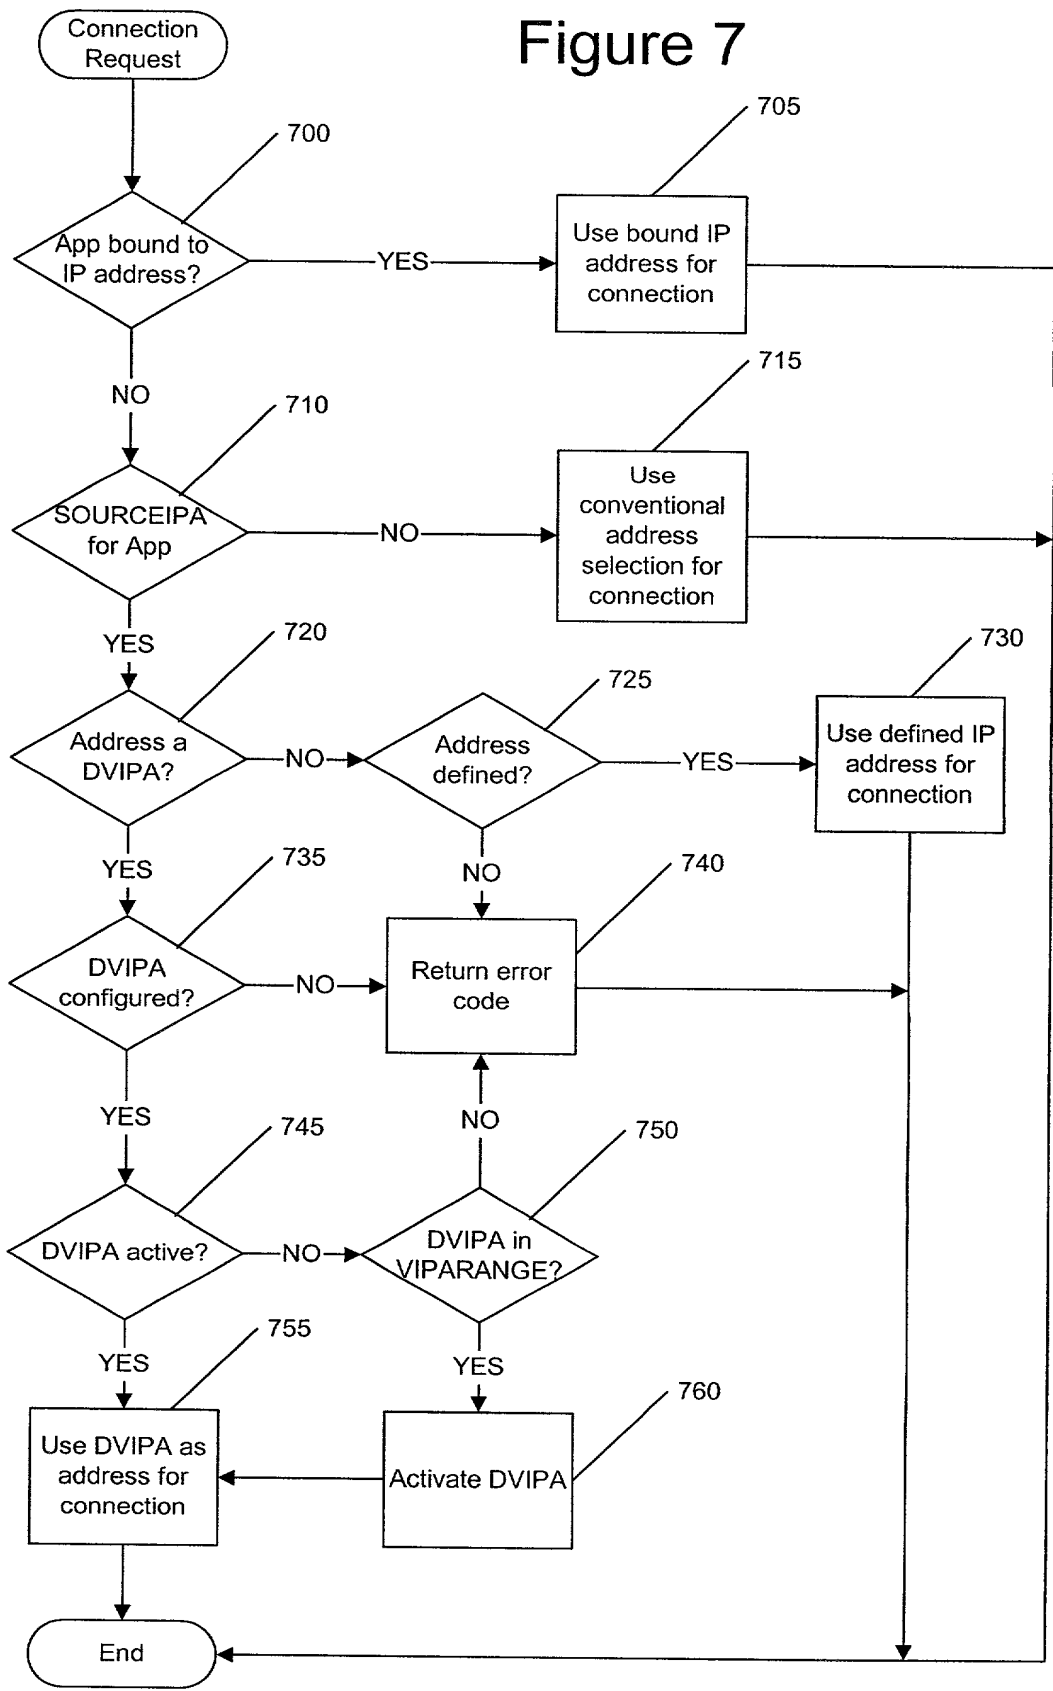 Figure 7
Connection
Request
700
705
App bound to
IP address?
YES
Use bound IP
address for
connection
NO
710
715
SOURCEIPA
for App
NO
Use
conventional
address
selection for
connection
YES
720
725
730
Address a
DVIPA?
NO
Address
defined?
YES
Use defined IP
address for
connection
YES
735
NO
740
DVIPA
configured?
NO
Return error
code
YES
745
NO
750
DVIPA active?
NO
DVIPA in
VIPARANGE?
YES
755
YES
760
Use DVIPA as
address for
connection
Activate DVIPA
End